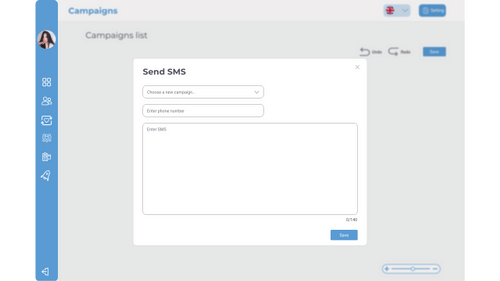 Campaigns
Setting
Campaigns list
Undo
Redo
Save
Send SMS
Choose a new campaign.
Enter phone number
Enter SMS
0/140
Save